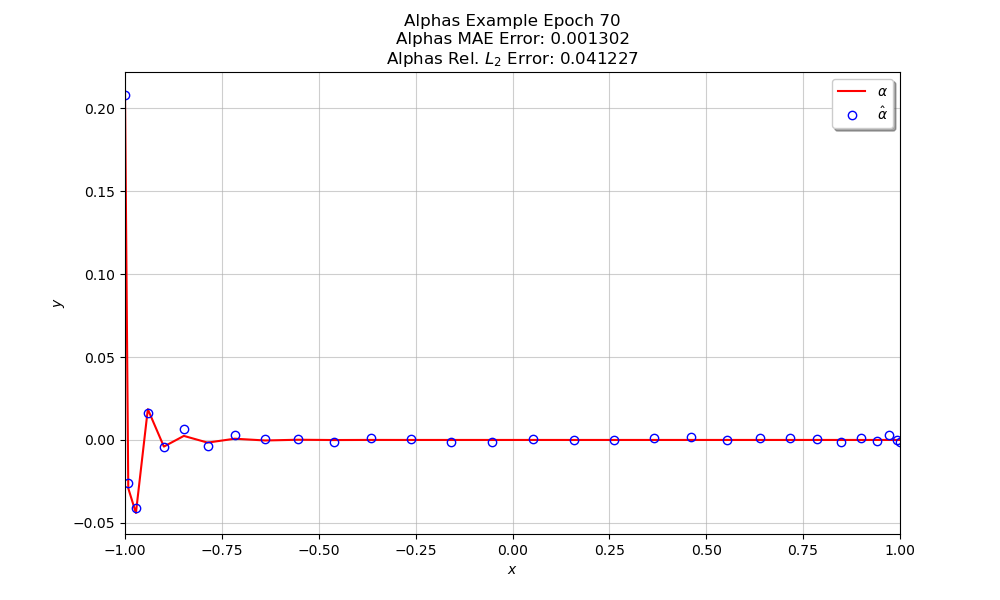 Alphas Example Epoch 70
Alphas MAE Error: 0.001302
Alphas Rel. $L_2$ Error: 0.041227
α
α̂
0.20
0.15
0.10
0.05
0.00
−0.05
y
−1.00 −0.75 −0.50 −0.25 0.00 0.25 0.50 0.75 1.00
x